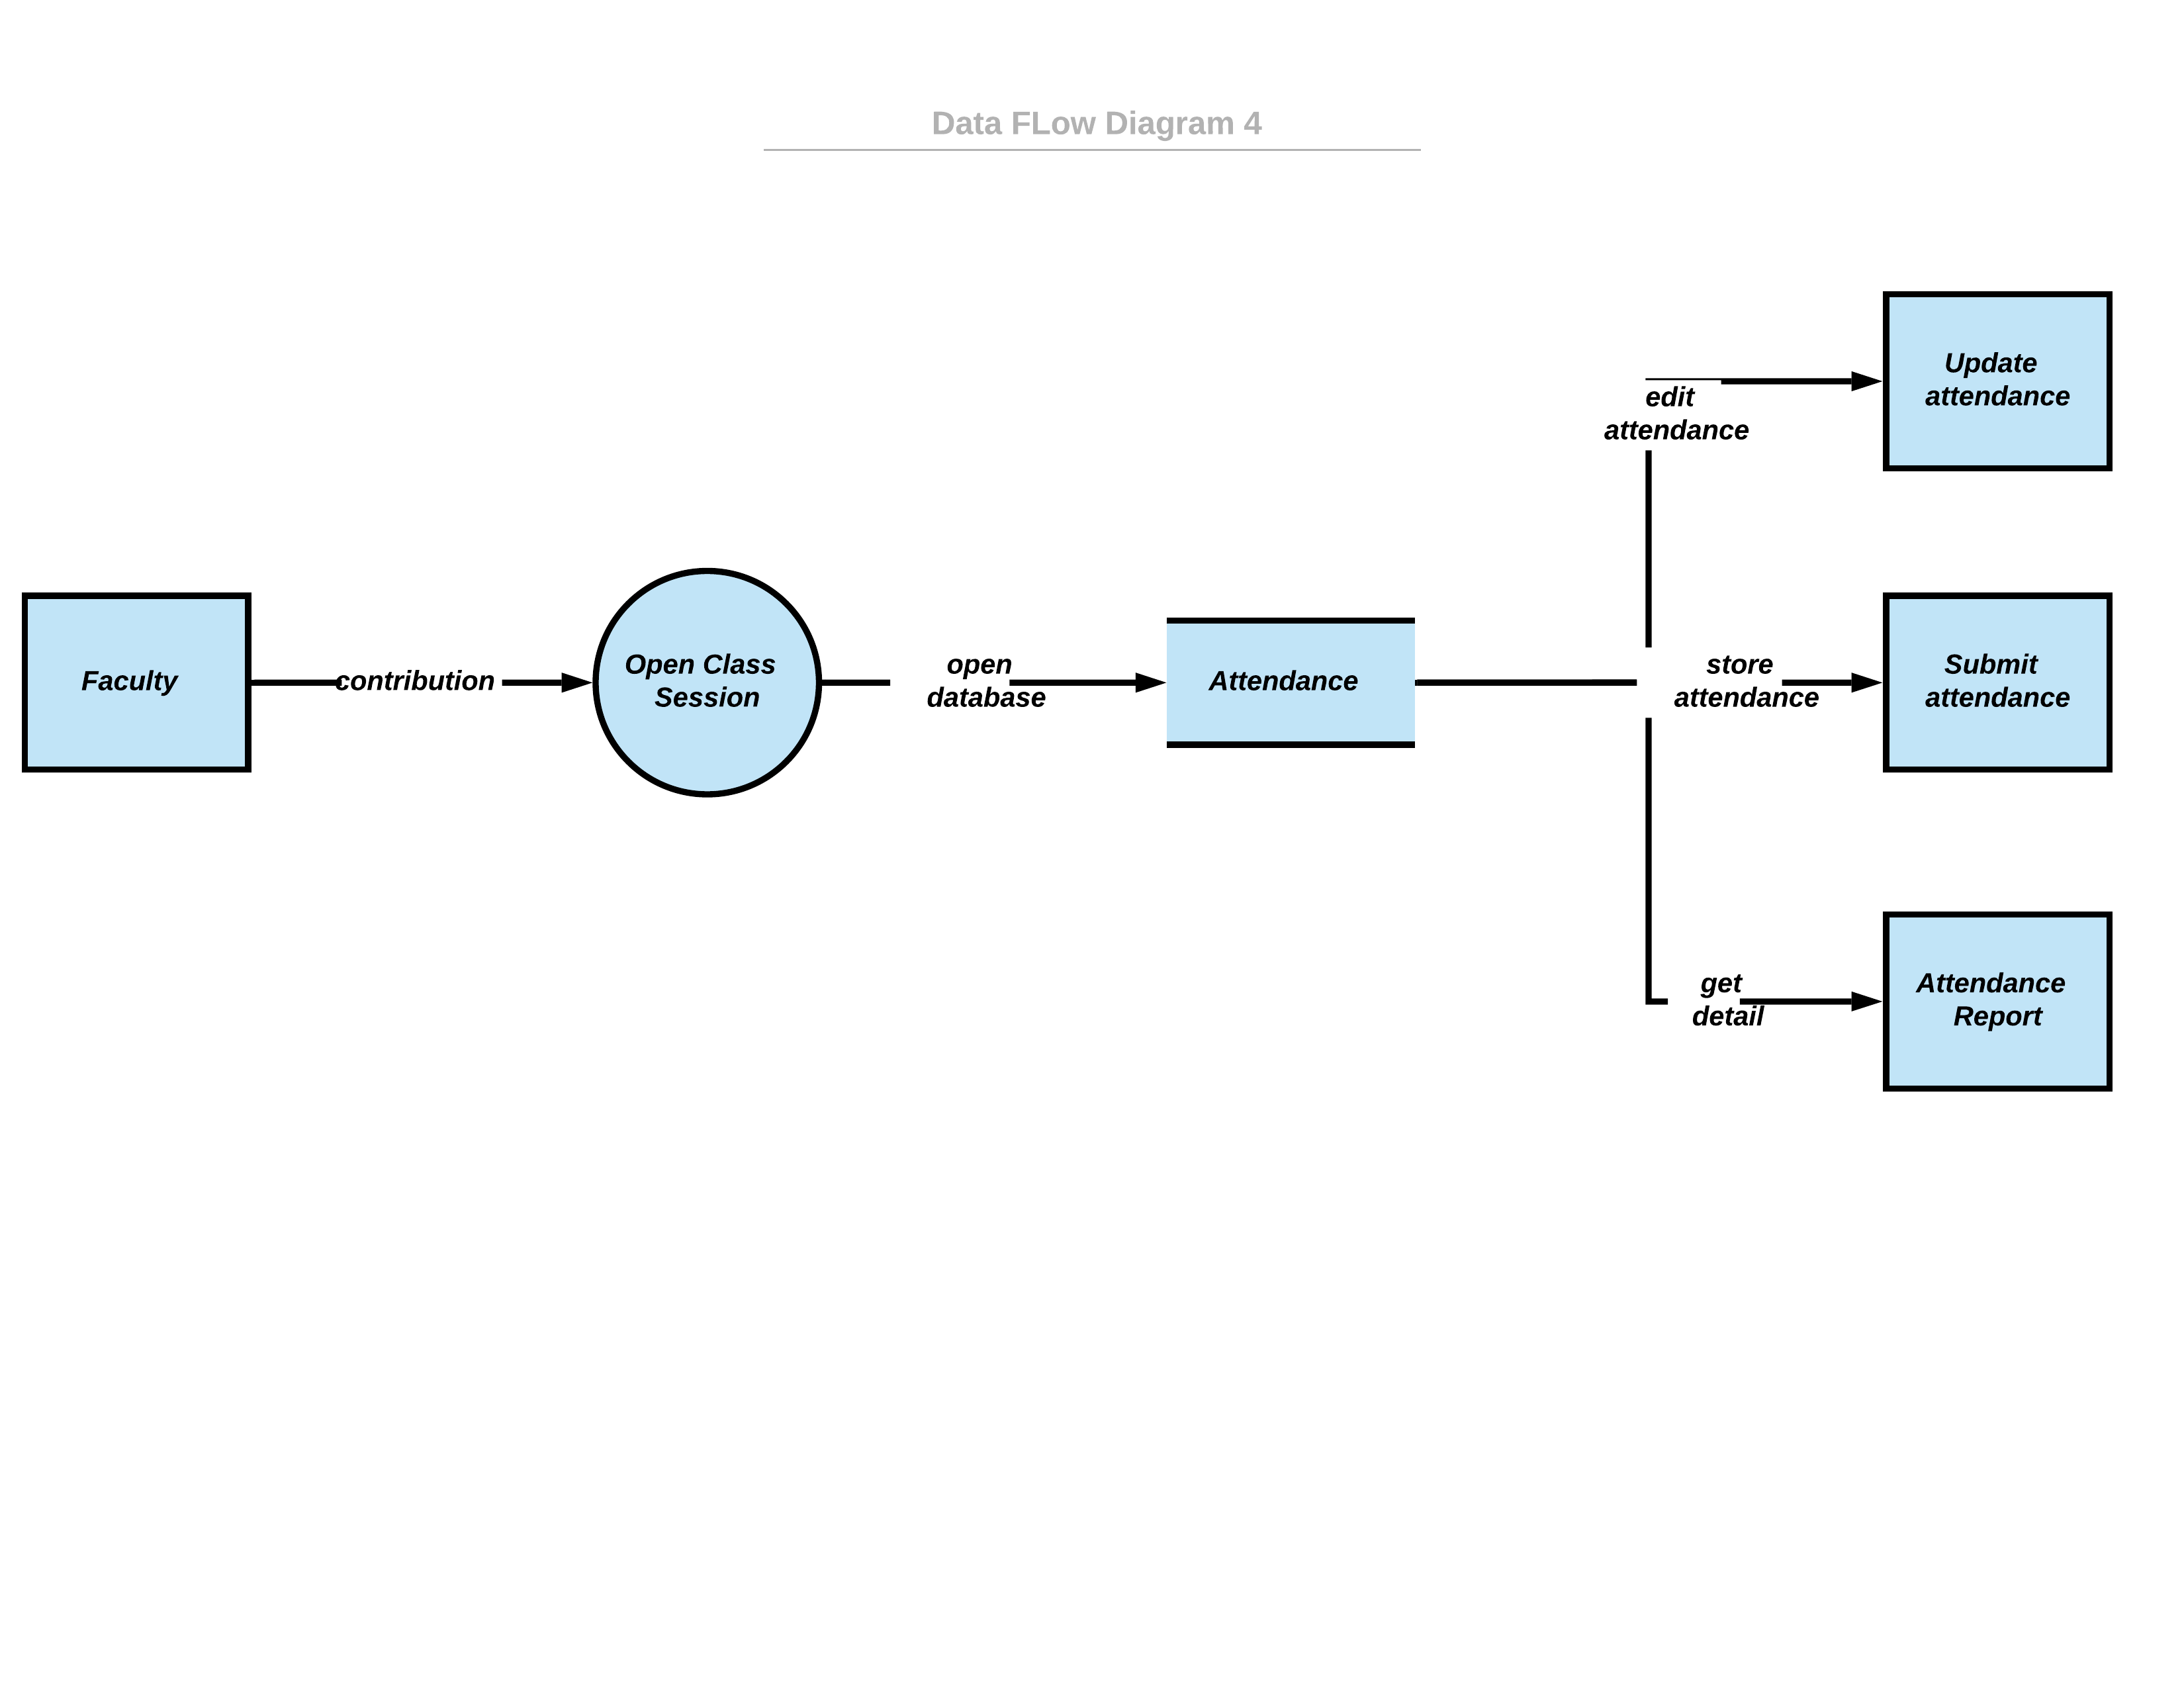 Data FLow Diagram 4
Update
attendance
edit
attendance
Faculty
contribution
Open Class
Session
open
database
Attendance
store
attendance
Submit
attendance
get
detail
Attendance
Report